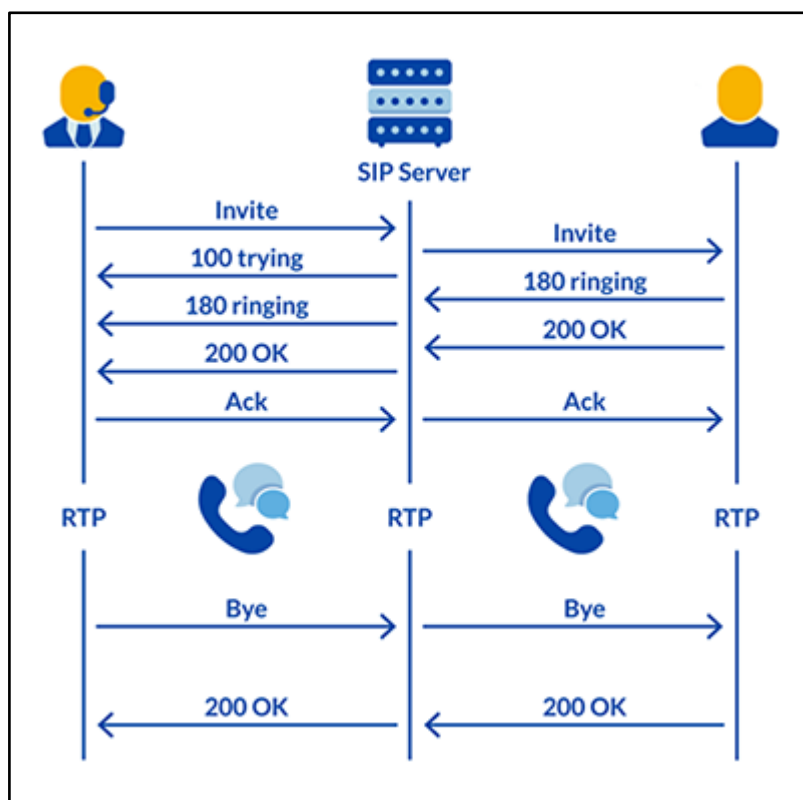 SIP Server
Invite
Invite
100 trying
180 ringing
180 ringing
200 OK
200 OK
Ack
Ack
RTP
RTP
RTP
Bye
Bye
200 OK
200 OK